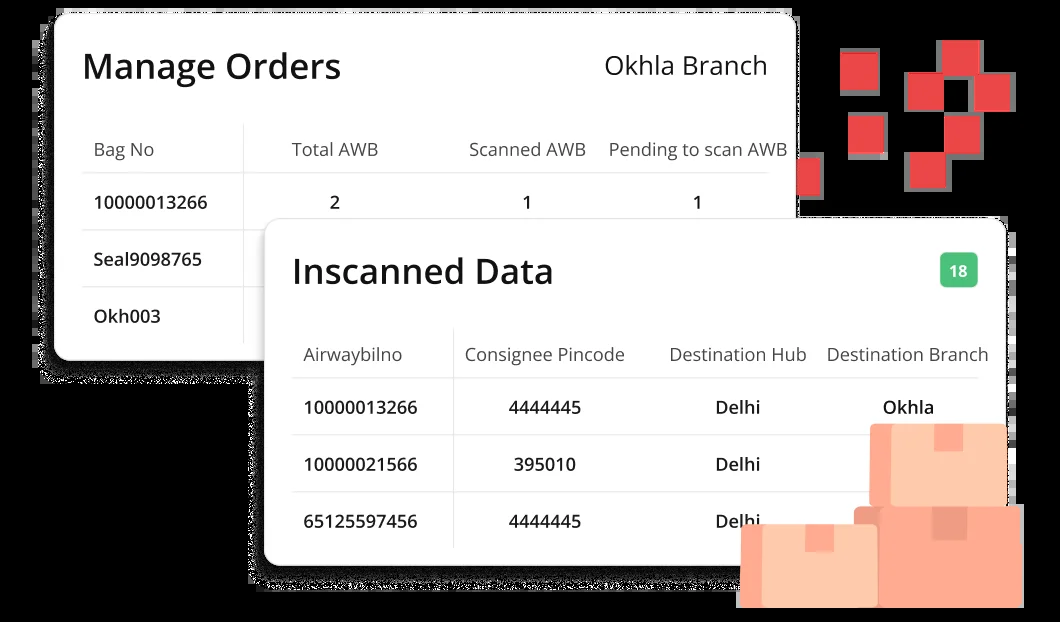 Manage Orders Okhla Branch
Bag No Total AWB Scanned AWB Pending to scan AWB
10000013266 2 1 1
Seal9098765
Okh003
Inscanned Data 18
Airwaybilno Consignee Pincode Destination Hub Destination Branch
10000013266 4444445 Delhi Okhla
10000021566 395010 Delhi
65125597456 4444445 Delhi